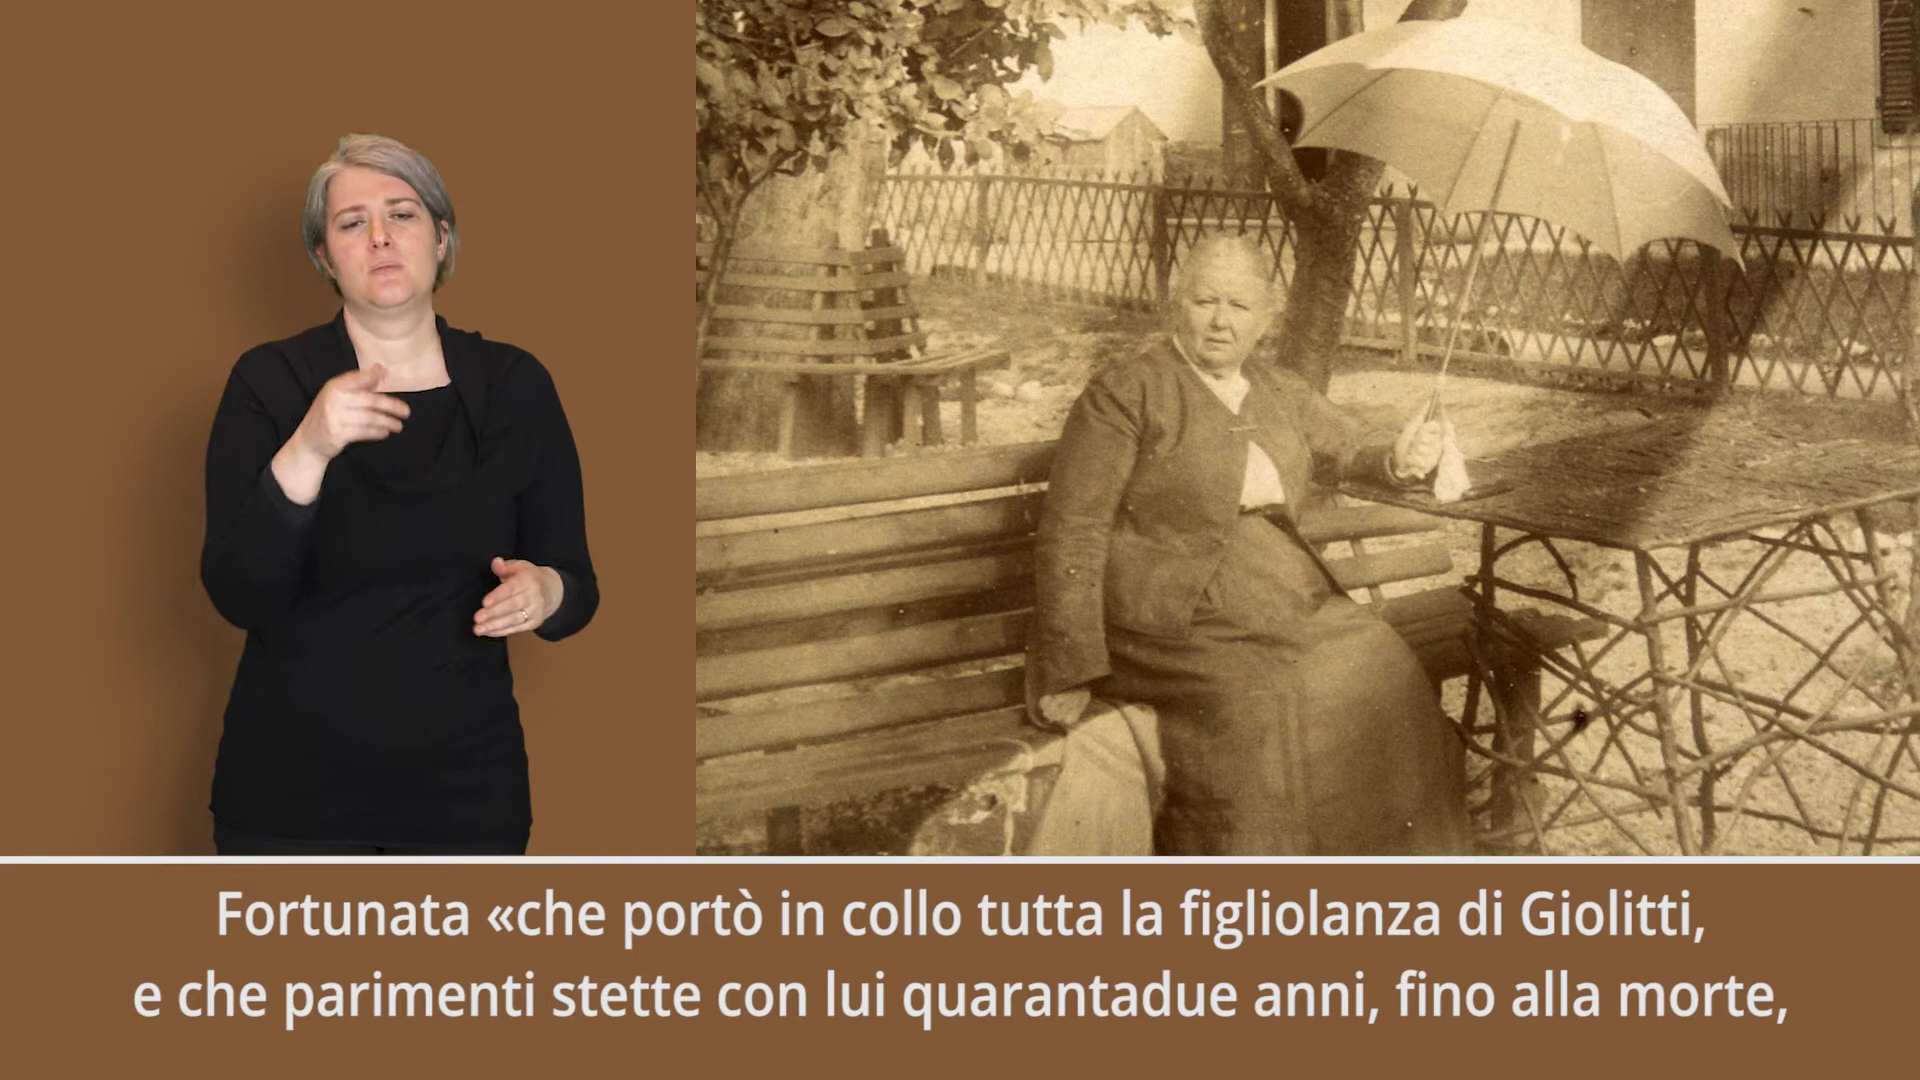 Fortunata «che portò in collo tutta la figliolanza di Giolitti,
e che parimenti stette con lui quarantadue anni, fino alla morte,